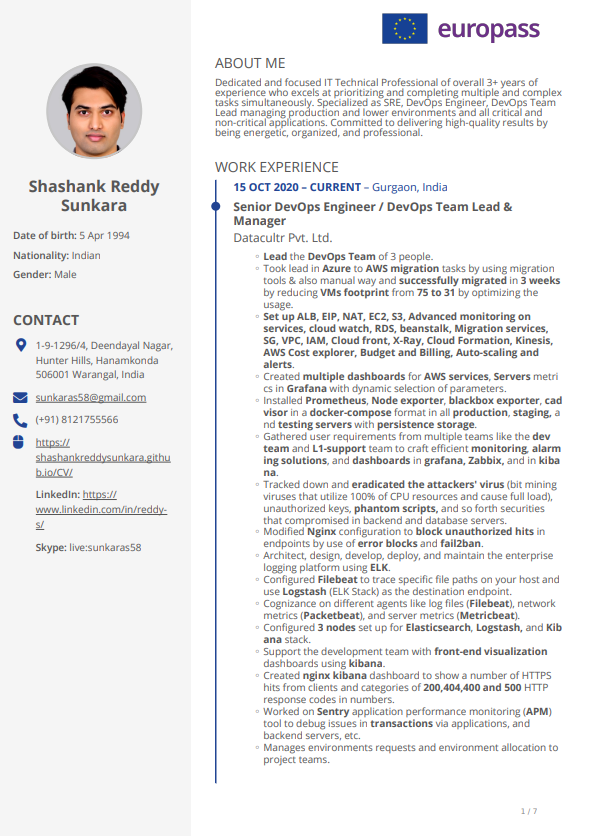 europass
Shashank Reddy
Sunkara
Date of birth: 5 Apr 1994
Nationality: Indian
Gender: Male
CONTACT
1-9-1296/4, Deendayal Nagar,
Hunter Hills, Hanamkonda
506001 Warangal, India
sunkaras58@gmail.com
(+91) 8121755566
https://
shashankreddysunkara.githu
b.io/CV/
LinkedIn: https://
www.linkedin.com/in/reddy-
s/
Skype: live:sunkaras58
ABOUT ME
Dedicated and focused IT Technical Professional of overall 3+ years of
experience who excels at prioritizing and completing multiple and complex
tasks simultaneously. Specialized as SRE, DevOps Engineer, DevOps Team
Lead managing production and lower environments and all critical and
non-critical applications. Committed to delivering high-quality results by
being energetic, organized, and professional.
WORK EXPERIENCE
15 OCT 2020 – CURRENT – Gurgaon, India
Senior DevOps Engineer / DevOps Team Lead &
Manager
Datacultr Pvt. Ltd.
◦ Lead the DevOps Team of 3 people.
◦ Took lead in Azure to AWS migration tasks by using migration
tools & also manual way and successfully migrated in 3 weeks
by reducing VMs footprint from 75 to 31 by optimizing the
usage.
◦ Set up ALB, EIP, NAT, EC2, S3, Advanced monitoring on
services, cloud watch, RDS, beanstalk, Migration services,
SG, VPC, IAM, Cloud front, X-Ray, Cloud Formation, Kinesis,
AWS Cost explorer, Budget and Billing, Auto-scaling and
alerts.
◦ Created multiple dashboards for AWS services, Servers metri
cs in Grafana with dynamic selection of parameters.
◦ Installed Prometheus, Node exporter, blackbox exporter, cad
visor in a docker-compose format in all production, staging, a
nd testing servers with persistence storage.
◦ Gathered user requirements from multiple teams like the dev
team and L1-support team to craft efficient monitoring, alarm
ing solutions, and dashboards in grafana, Zabbix, and in kiba
na.
◦ Tracked down and eradicated the attackers' virus (bit mining
viruses that utilize 100% of CPU resources and cause full load),
unauthorized keys, phantom scripts, and so forth securities
that compromised in backend and database servers.
◦ Modified Nginx configuration to block unauthorized hits in
endpoints by use of error blocks and fail2ban.
◦ Architect, design, develop, deploy, and maintain the enterprise
logging platform using ELK.
◦ Configured Filebeat to trace specific file paths on your host and
use Logstash (ELK Stack) as the destination endpoint.
◦ Cognizance on different agents like log files (Filebeat), network
metrics (Packetbeat), and server metrics (Metricbeat).
◦ Configured 3 nodes set up for Elasticsearch, Logstash, and Kib
ana stack.
◦ Support the development team with front-end visualization
dashboards using kibana.
◦ Created nginx kibana dashboard to show a number of HTTPS
hits from clients and categories of 200,404,400 and 500 HTTP
response codes in numbers.
◦ Worked on Sentry application performance monitoring (APM)
tool to debug issues in transactions via applications, and
backend servers, etc.
◦ Manages environments requests and environment allocation to
project teams.
1 / 7